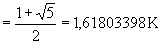 = (1+√5)/2 = 1,61803398K